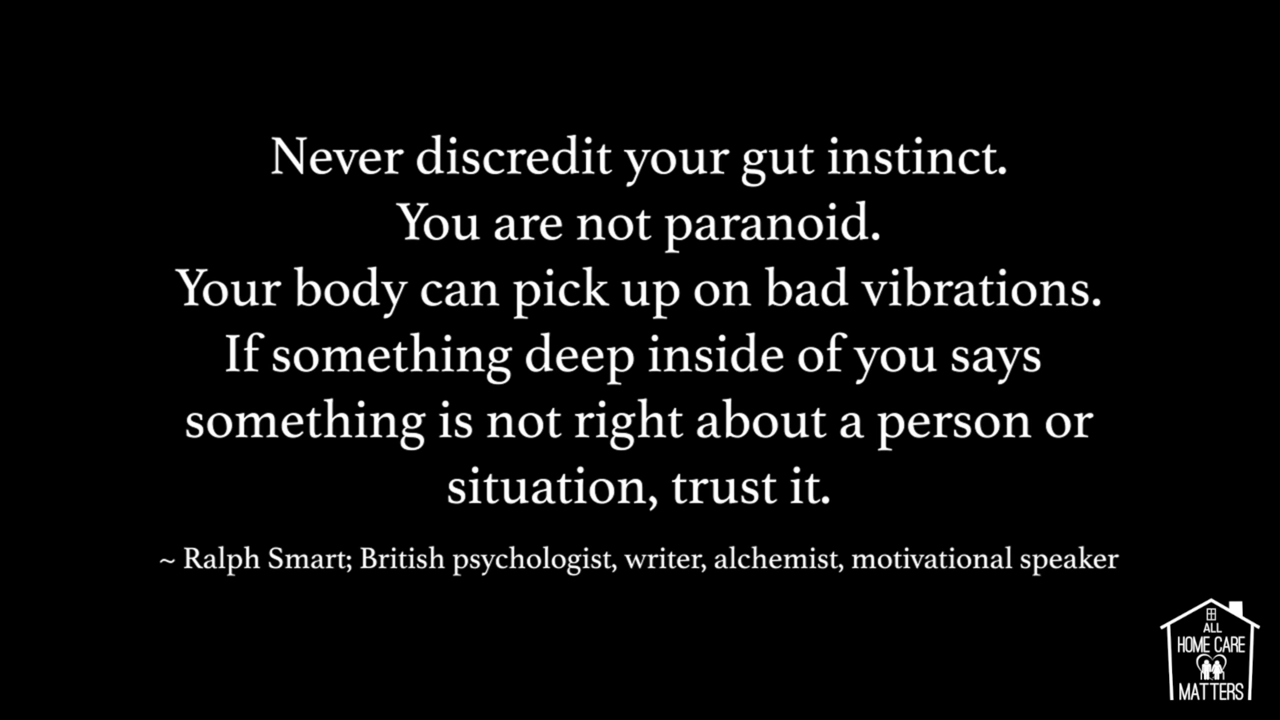 Never discredit your gut instinct.
You are not paranoid.
Your body can pick up on bad vibrations.
If something deep inside of you says
something is not right about a person or
situation, trust it.
~ Ralph Smart; British psychologist, writer, alchemist, motivational speaker
ALL
HOME CARE
MATTERS